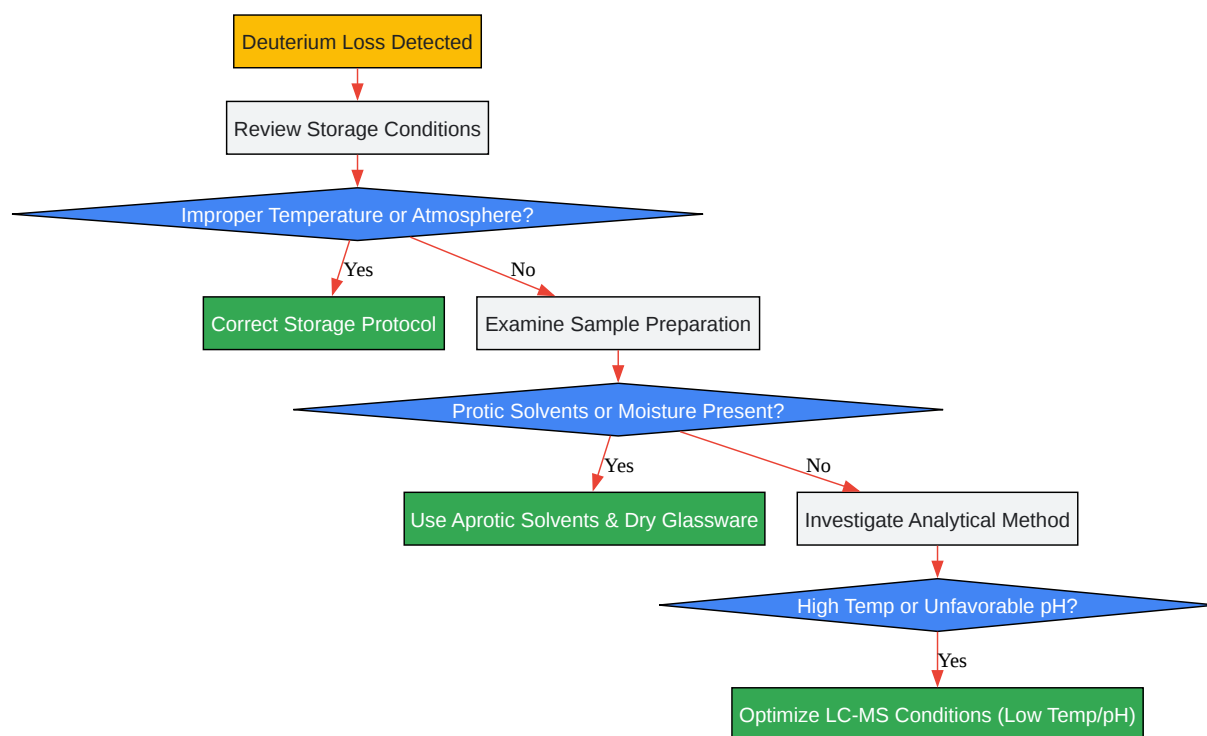 Deuterium Loss Detected
Review Storage Conditions
Improper Temperature or Atmosphere?
Yes
No
Correct Storage Protocol
Examine Sample Preparation
Protic Solvents or Moisture Present?
Yes
No
Use Aprotic Solvents & Dry Glassware
Investigate Analytical Method
High Temp or Unfavorable pH?
Yes
Optimize LC-MS Conditions (Low Temp/pH)